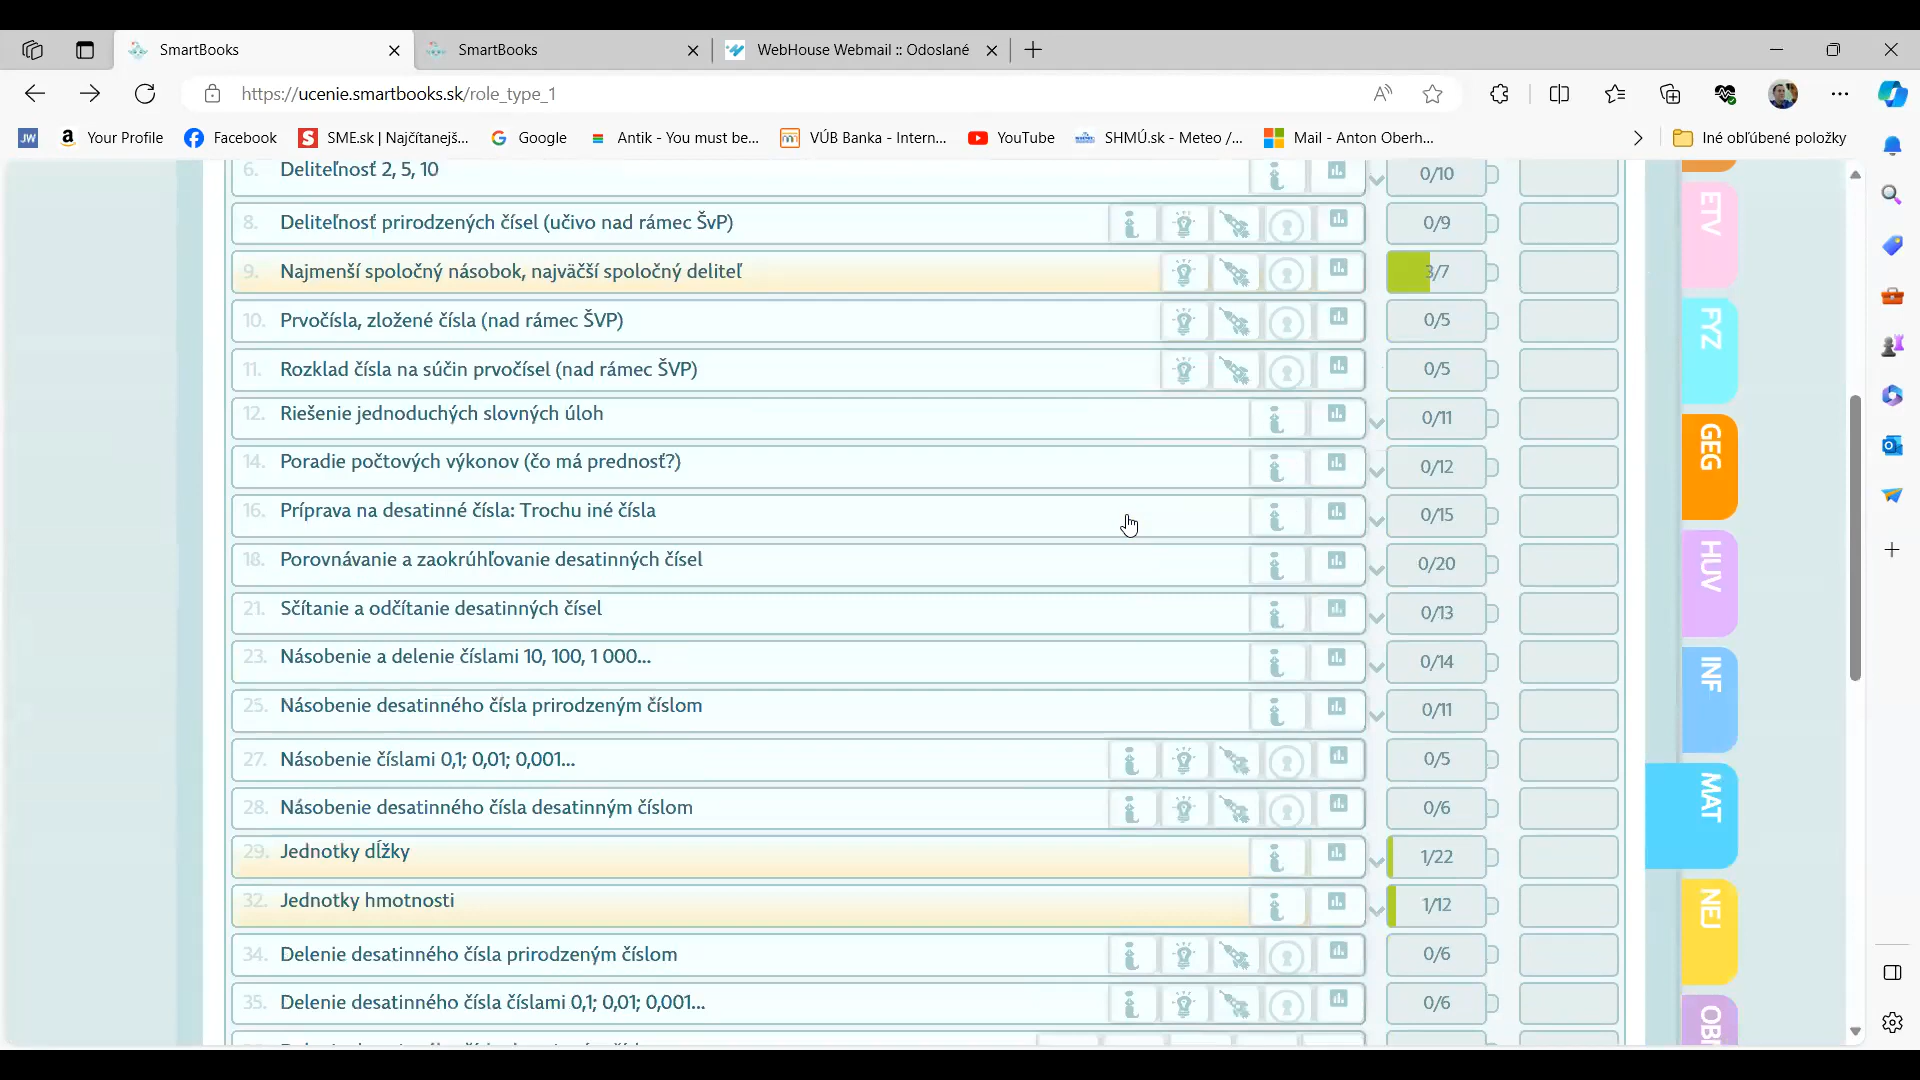 SmartBooks
SmartBooks
WebHouse Webmail :: Odoslané
https://ucenie.smartbooks.sk/role_type_1
JW
Your Profile
Facebook
SME.sk | Najčítanejš...
Google
Antik - You must be...
VÚB Banka - Intern...
YouTube
SHMÚ.sk - Meteo /...
Mail - Anton Oberh...
Iné obľúbené položky
6. Deliteľnosť 2, 5, 10 0/10
8. Deliteľnosť prirodzených čísel (učivo nad rámec ŠvP) 0/9
9. Najmenší spoločný násobok, najväčší spoločný deliteľ 3/7
10. Prvočísla, zložené čísla (nad rámec ŠVP) 0/5
11. Rozklad čísla na súčin prvočísel (nad rámec ŠVP) 0/5
12. Riešenie jednoduchých slovných úloh 0/11
14. Poradie počtových výkonov (čo má prednosť?) 0/12
16. Príprava na desatinné čísla: Trochu iné čísla 0/15
18. Porovnávanie a zaokrúhľovanie desatinných čísel 0/20
21. Sčítanie a odčítanie desatinných čísel 0/13
23. Násobenie a delenie číslami 10, 100, 1 000... 0/14
25. Násobenie desatinného čísla prirodzeným číslom 0/11
27. Násobenie číslami 0,1; 0,01; 0,001... 0/5
28. Násobenie desatinného čísla desatinným číslom 0/6
29. Jednotky dĺžky 1/22
32. Jednotky hmotnosti 1/12
34. Delenie desatinného čísla prirodzeným číslom 0/6
35. Delenie desatinného čísla číslami 0,1; 0,01; 0,001... 0/6
ETV
FYZ
GEG
HUV
INF
MAT
NEJ